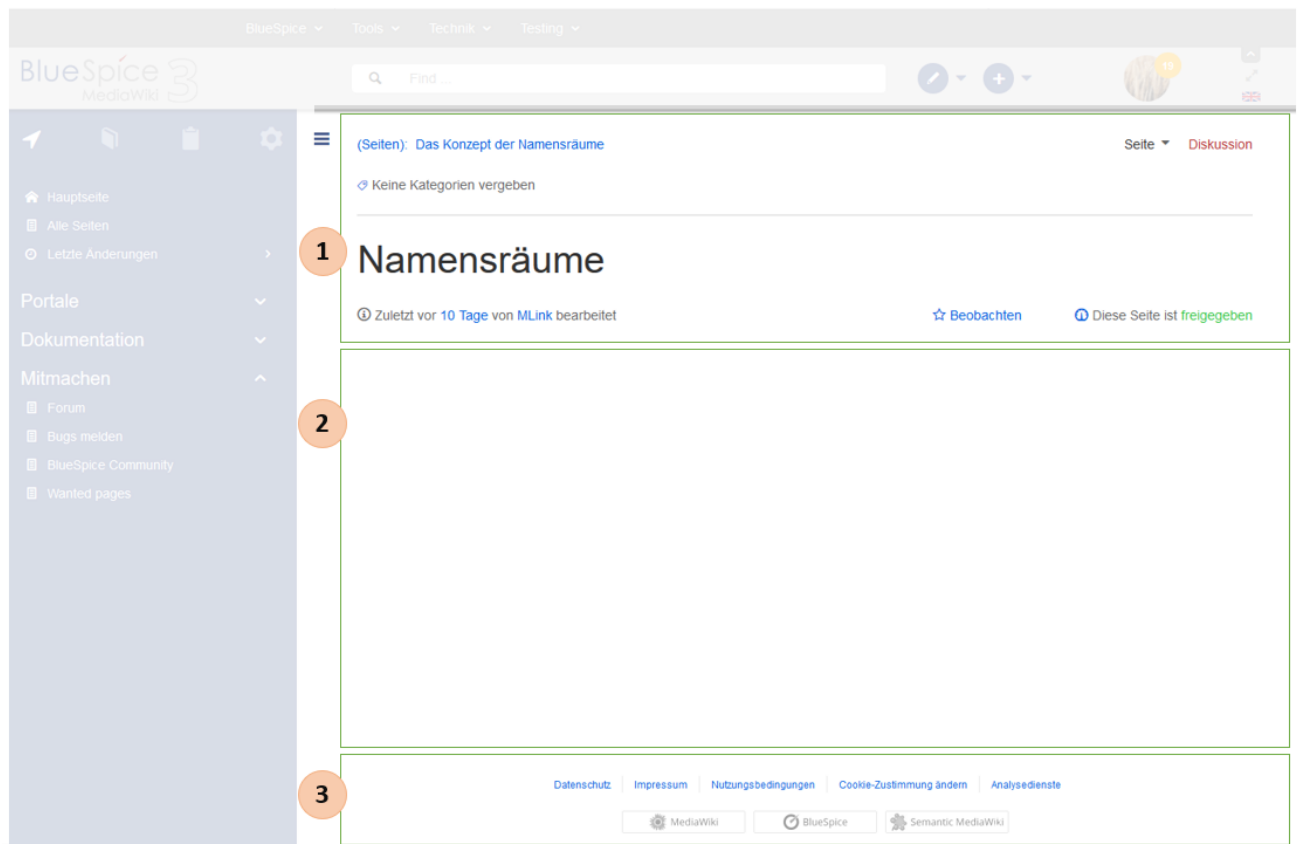 BlueSpice Tools Technik Testing
BlueSpice 3
MediaWiki
Find ...
19
(Seiten): Das Konzept der Namensräume
Seite Diskussion
Keine Kategorien vergeben
Hauptseite
Alle Seiten
Letzte Änderungen
Portale
Dokumentation
Mitmachen
Forum
Bugs melden
BlueSpice Community
Wanted pages
1
Namensräume
Zuletzt vor 10 Tage von MLink bearbeitet
Beobachten
Diese Seite ist freigegeben
2
3
Datenschutz Impressum Nutzungsbedingungen Cookie-Zustimmung ändern Analysedienste
MediaWiki BlueSpice Semantic MediaWiki